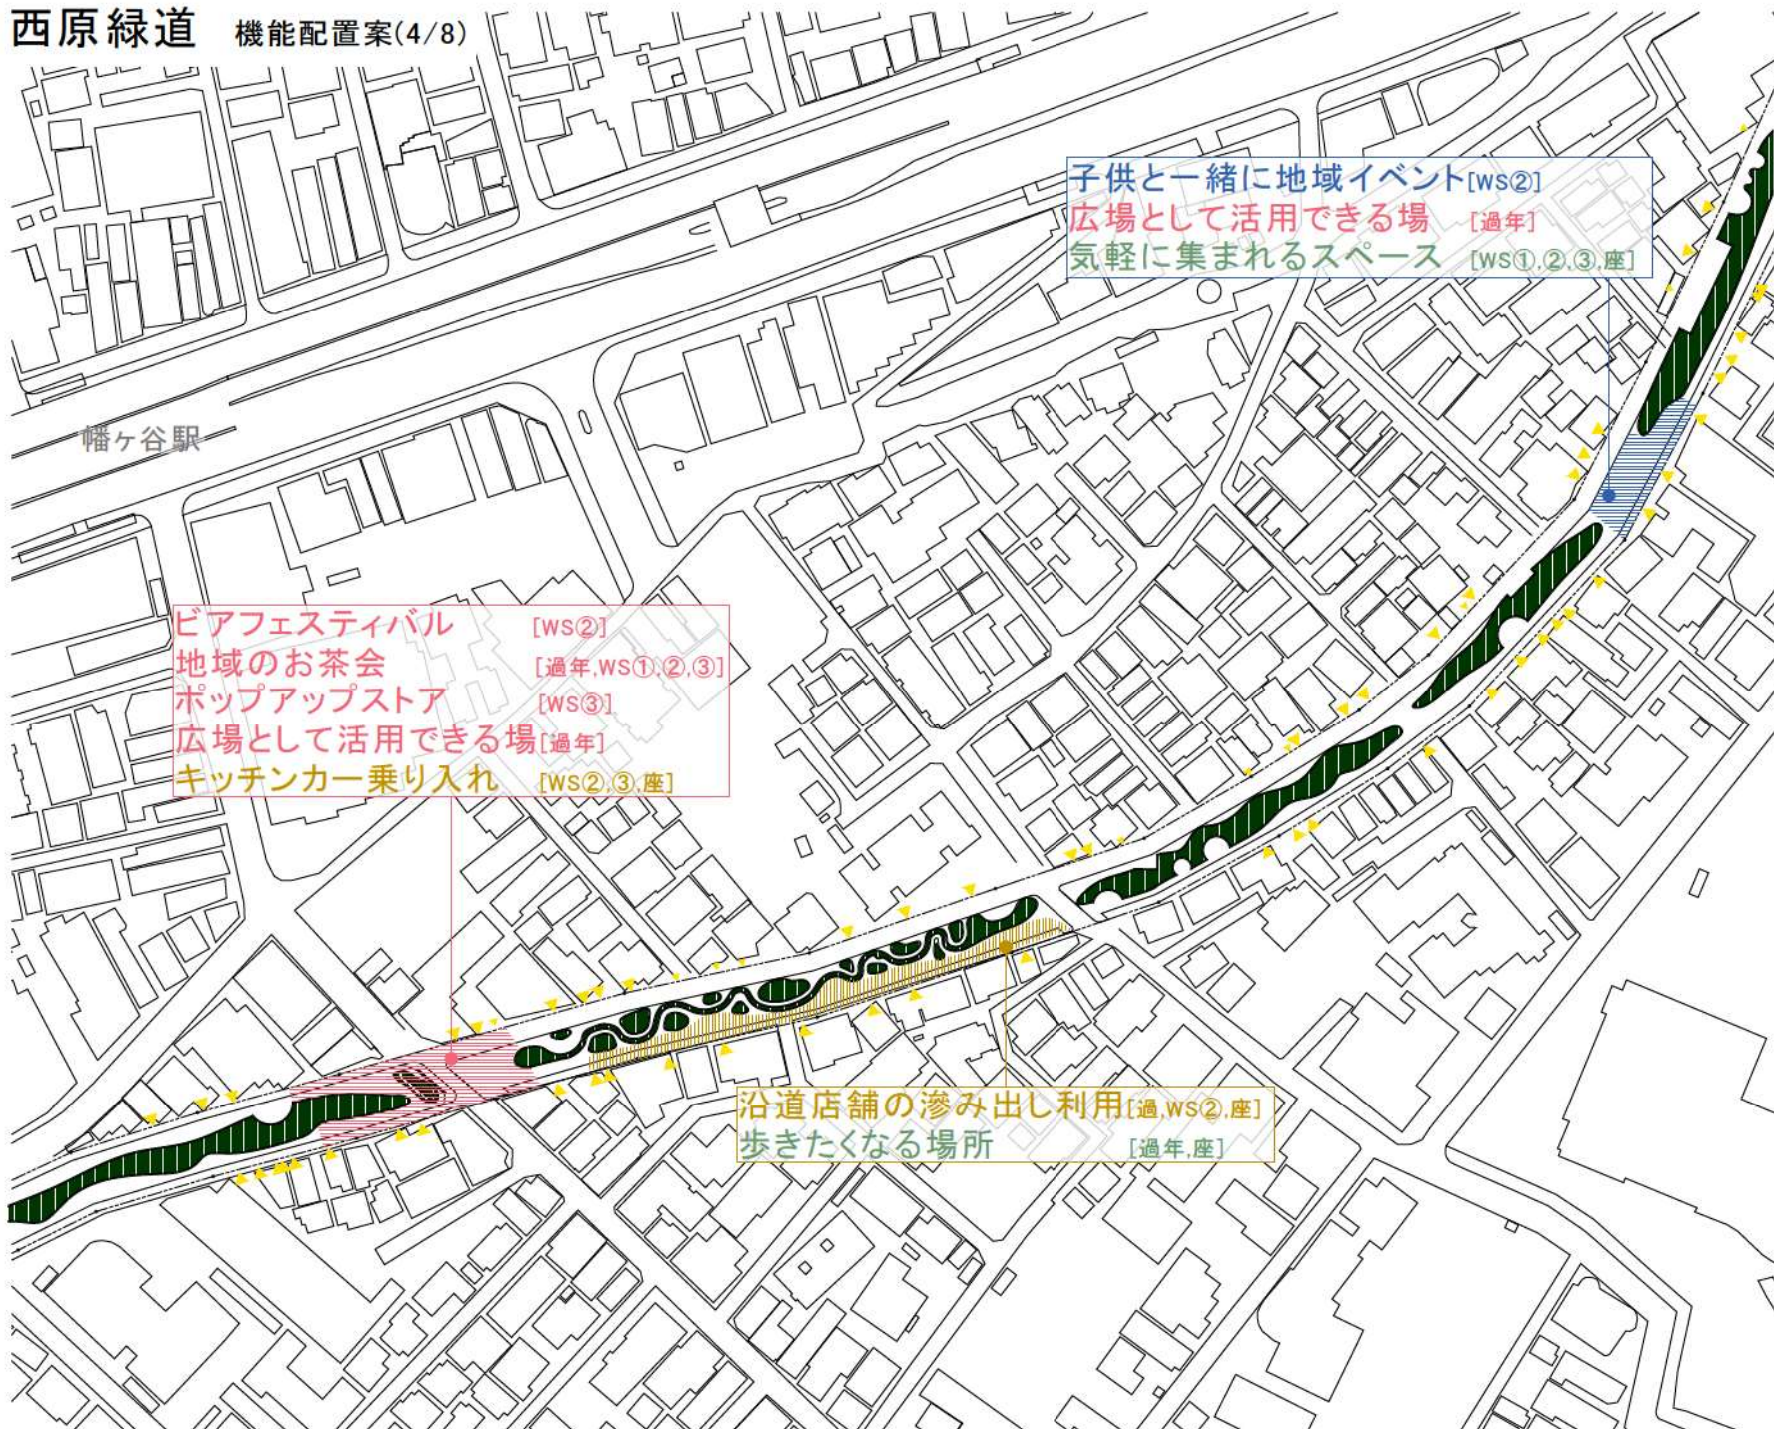 西原緑道 機能配置案(4/8)
子供と一緒に地域イベント[WS②]
広場として活用できる場 [過年]
気軽に集まれるスペース [WS①,②,③,座]
幡ヶ谷駅
ビアフェスティバル [WS②]
地域のお茶会 [過年,WS①,②,③]
ポップアップストア [WS③]
広場として活用できる場[過年]
キッチンカー乗り入れ [WS②,③,座]
沿道店舗の滲み出し利用[過,WS②,座]
歩きたくなる場所 [過年,座]